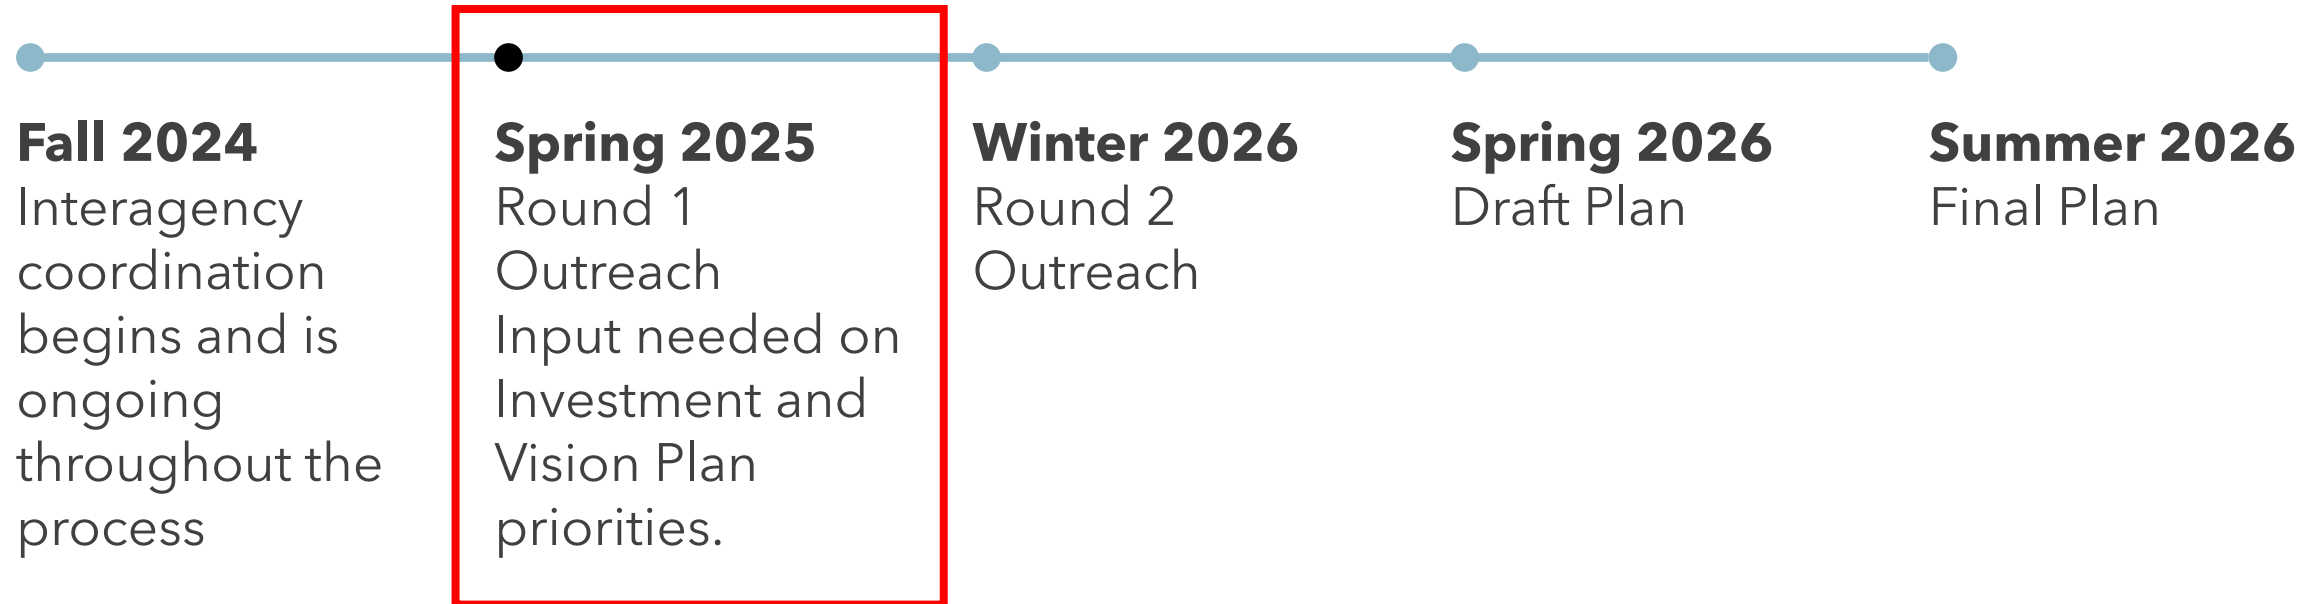 Fall 2024
Interagency
coordination
begins and is
ongoing
throughout the
process
Spring 2025
Round 1
Outreach
Input needed on
Investment and
Vision Plan
priorities.
Winter 2026
Round 2
Outreach
Spring 2026
Draft Plan
Summer 2026
Final Plan